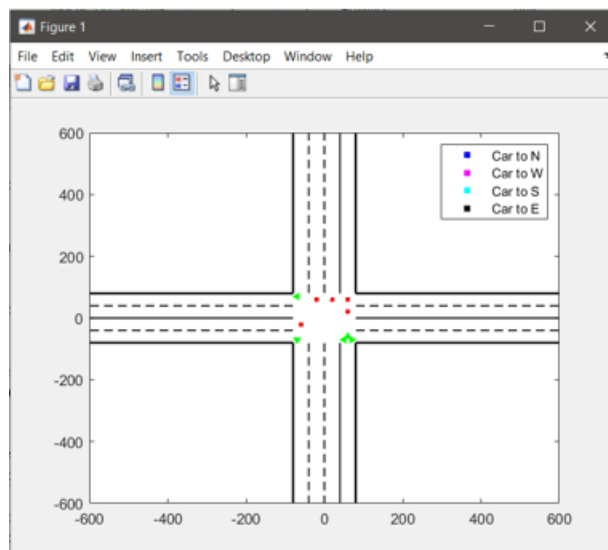 Figure 1
File Edit View Insert Tools Desktop Window Help
600
400
200
0
-200
-400
-600
-600 -400 -200 0 200 400 600
Car to N
Car to W
Car to S
Car to E